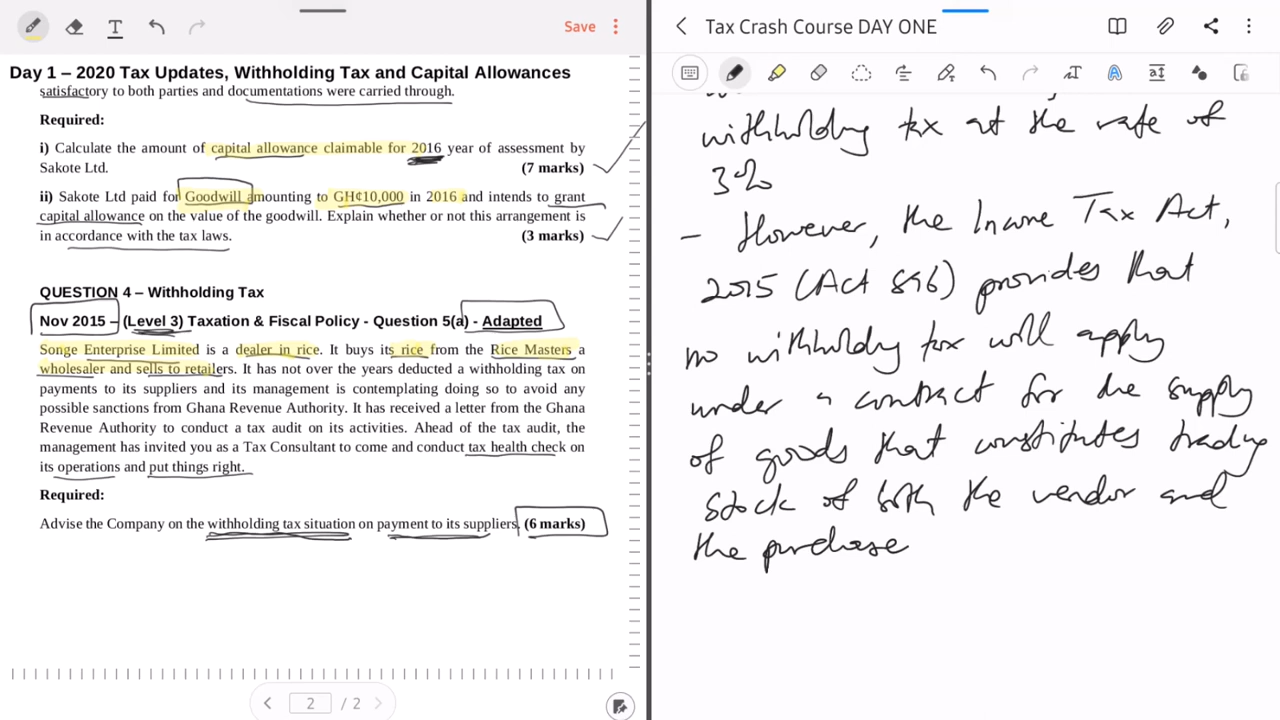 Save
Day 1 – 2020 Tax Updates, Withholding Tax and Capital Allowances
satisfactory to both parties and documentations were carried through.
Required:
i) Calculate the amount of capital allowance claimable for 2016 year of assessment by
Sakote Ltd. (7 marks)
ii) Sakote Ltd paid for Goodwill amounting to GH¢10,000 in 2016 and intends to grant
capital allowance on the value of the goodwill. Explain whether or not this arrangement is
in accordance with the tax laws. (3 marks)
QUESTION 4 – Withholding Tax
Nov 2015 – (Level 3) Taxation & Fiscal Policy - Question 5(a) - Adapted
Songe Enterprise Limited is a dealer in rice. It buys its rice from the Rice Masters a
wholesaler and sells to retailers. It has not over the years deducted a withholding tax on
payments to its suppliers and its management is contemplating doing so to avoid any
possible sanctions from Ghana Revenue Authority. It has received a letter from the Ghana
Revenue Authority to conduct a tax audit on its activities. Ahead of the tax audit, the
management has invited you as a Tax Consultant to come and conduct tax health check on
its operations and put things right.
Required:
Advise the Company on the withholding tax situation on payment to its suppliers. (6 marks)
2 / 2
Tax Crash Course DAY ONE
withholding tax at the rate of
3%
- However, the Income Tax Act,
2015 (Act 896) provides that
no withholding tax will apply
under a contract for the supply
of goods that constitutes trading
stock of both the vendor and
the purchase